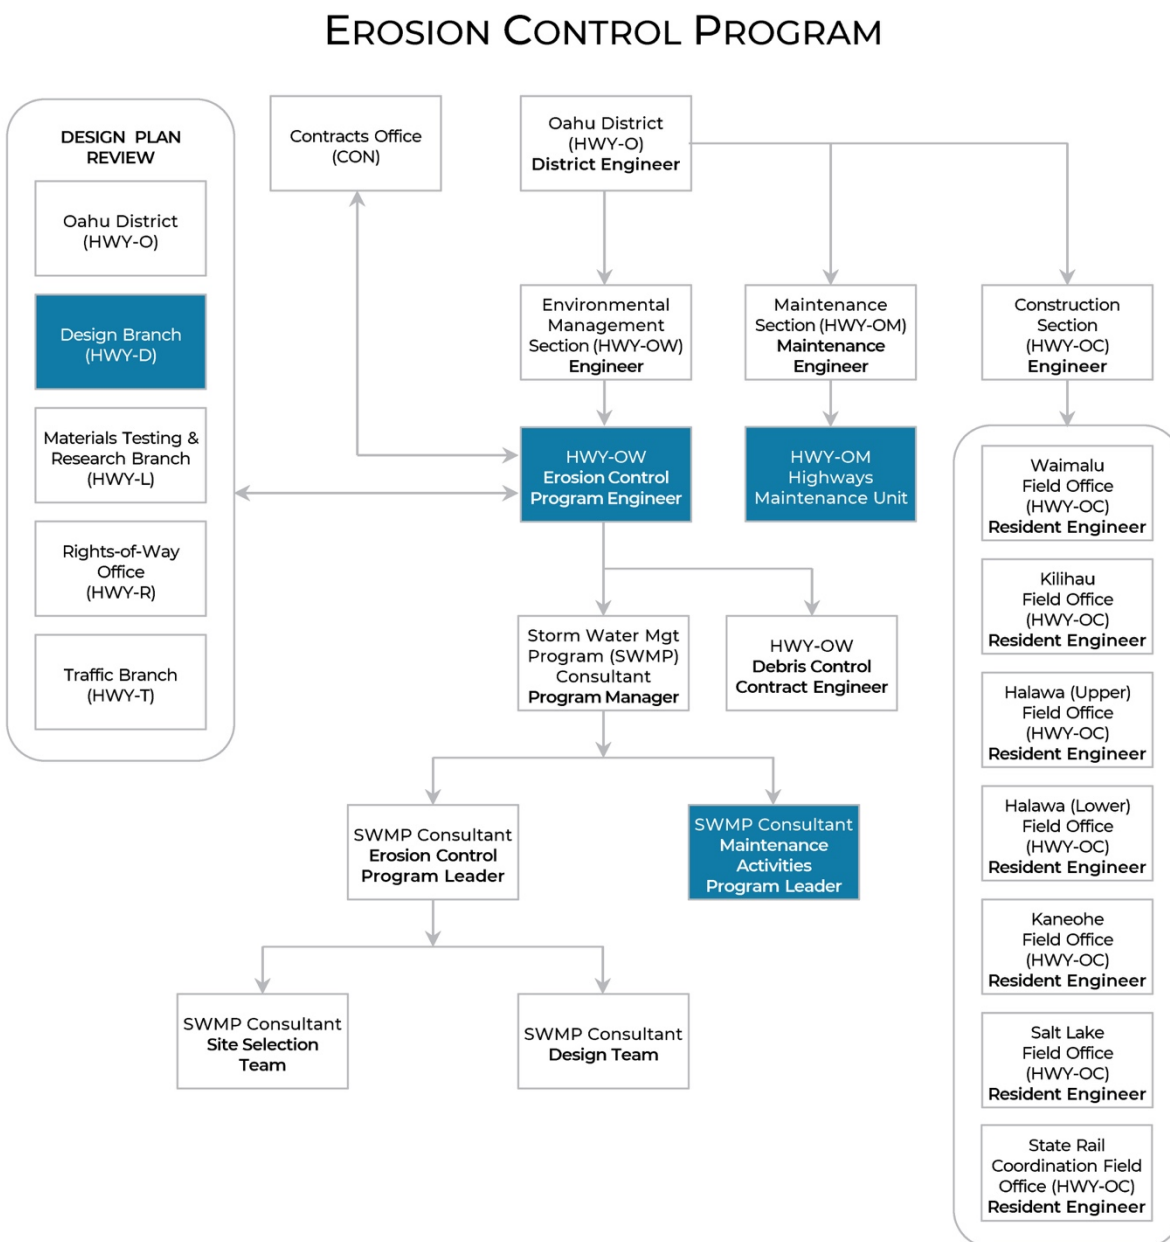 EROSION CONTROL PROGRAM
DESIGN PLAN
REVIEW
Oahu District
(HWY-O)
Design Branch
(HWY-D)
Materials Testing &
Research Branch
(HWY-L)
Rights-of-Way
Office
(HWY-R)
Traffic Branch
(HWY-T)
Contracts Office
(CON)
Oahu District
(HWY-O)
District Engineer
Environmental
Management
Section (HWY-OW)
Engineer
Maintenance
Section (HWY-OM)
Maintenance
Engineer
Construction
Section
(HWY-OC)
Engineer
HWY-OW
Erosion Control
Program Engineer
HWY-OM
Highways
Maintenance Unit
Storm Water Mgt
Program (SWMP)
Consultant
Program Manager
HWY-OW
Debris Control
Contract Engineer
SWMP Consultant
Erosion Control
Program Leader
SWMP Consultant
Maintenance
Activities
Program Leader
SWMP Consultant
Site Selection
Team
SWMP Consultant
Design Team
Waimalu
Field Office
(HWY-OC)
Resident Engineer
Kilihau
Field Office
(HWY-OC)
Resident Engineer
Halawa (Upper)
Field Office
(HWY-OC)
Resident Engineer
Halawa (Lower)
Field Office
(HWY-OC)
Resident Engineer
Kaneohe
Field Office
(HWY-OC)
Resident Engineer
Salt Lake
Field Office
(HWY-OC)
Resident Engineer
State Rail
Coordination Field
Office (HWY-OC)
Resident Engineer